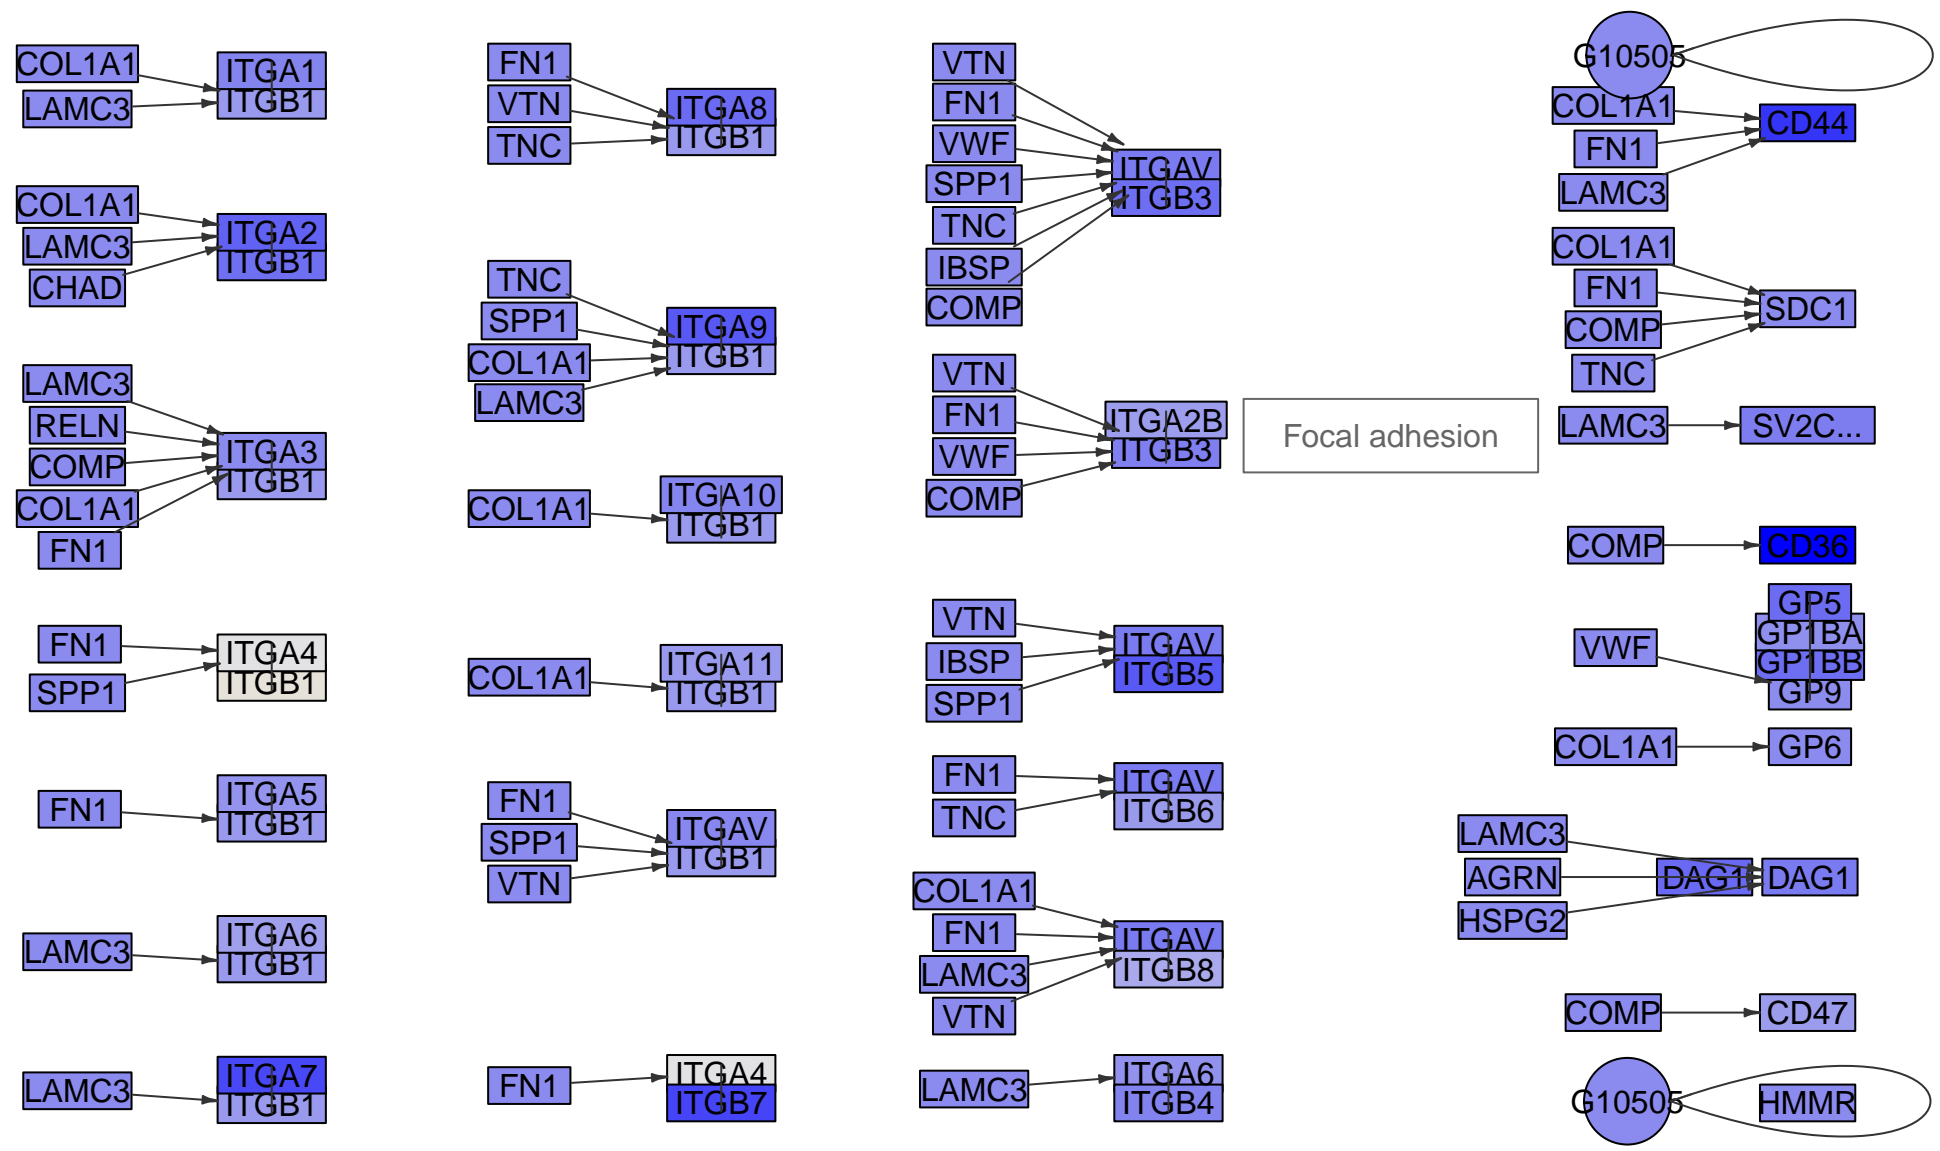 COL1A1
LAMC3
ITGA1
ITGB1
COL1A1
LAMC3
CHAD
ITGA2
ITGB1
LAMC3
RELN
COMP
COL1A1
FN1
ITGA3
ITGB1
FN1
SPP1
ITGA4
ITGB1
FN1
ITGA5
ITGB1
LAMC3
ITGA6
ITGB1
LAMC3
ITGA7
ITGB1
FN1
VTN
TNC
ITGA8
ITGB1
TNC
SPP1
COL1A1
LAMC3
ITGA9
ITGB1
COL1A1
ITGA10
ITGB1
COL1A1
ITGA11
ITGB1
FN1
SPP1
VTN
ITGAV
ITGB1
FN1
ITGA4
ITGB7
VTN
FN1
VWF
SPP1
TNC
IBSP
COMP
ITGAV
ITGB3
VTN
FN1
VWF
COMP
ITGA2B
ITGB3
Focal adhesion
VTN
IBSP
SPP1
ITGAV
ITGB5
FN1
TNC
ITGAV
ITGB6
COL1A1
FN1
LAMC3
VTN
ITGAV
ITGB8
LAMC3
ITGA6
ITGB4
G10505
COL1A1
FN1
LAMC3
CD44
COL1A1
FN1
COMP
TNC
SDC1
LAMC3
SV2C...
COMP
CD36
VWF
GP5
GP1BA
GP1BB
GP9
COL1A1
GP6
LAMC3
AGRN
HSPG2
DAG1
DAG1
COMP
CD47
G10505
HMMR